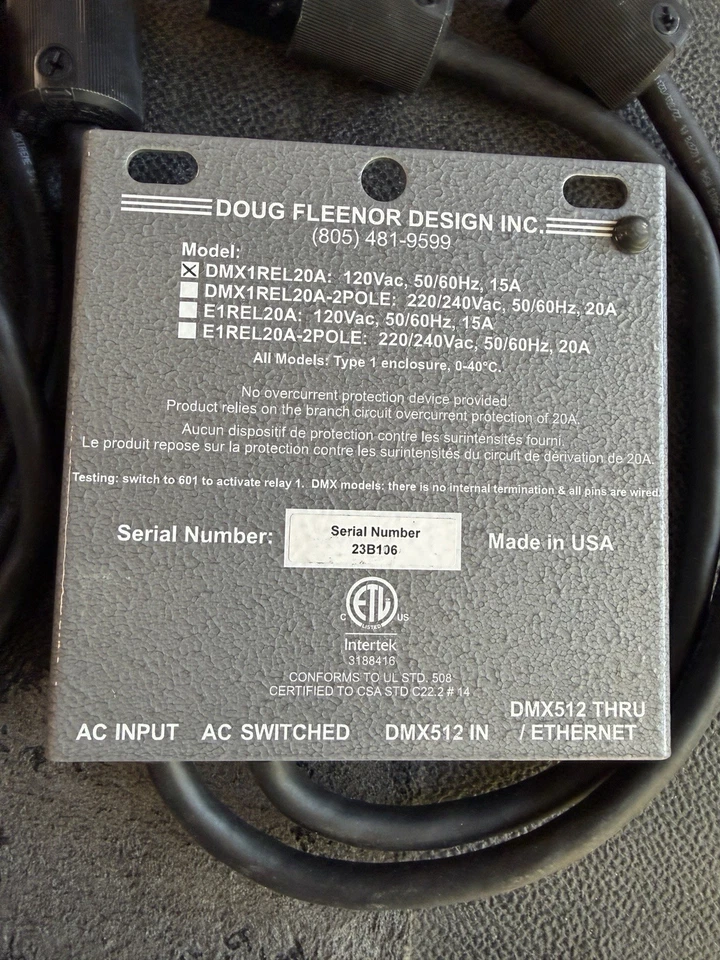 DOUG FLEENOR DESIGN INC.
(805) 481-9599
Model:
DMX1REL20A: 120Vac, 50/60Hz, 15A
DMX1REL20A-2POLE: 220/240Vac, 50/60Hz, 20A
E1REL20A: 120Vac, 50/60Hz, 15A
E1REL20A-2POLE: 220/240Vac, 50/60Hz, 20A
All Models: Type 1 enclosure, 0-40°C.
No overcurrent protection device provided.
Product relies on the branch circuit overcurrent protection of 20A.
Aucun dispositif de protection contre les surintensités fourni.
Le produit repose sur la protection contre les surintensités du circuit de dérivation de 20A.
Testing: switch to 601 to activate relay 1. DMX models: there is no internal termination & all pins are wired.
Serial Number:
Serial Number
23B106
Made in USA
ETL
C US
LISTED
Intertek
3188416
CONFORMS TO UL STD. 508
CERTIFIED TO CSA STD C22.2 # 14
AC INPUT AC SWITCHED DMX512 IN DMX512 THRU
/ ETHERNET